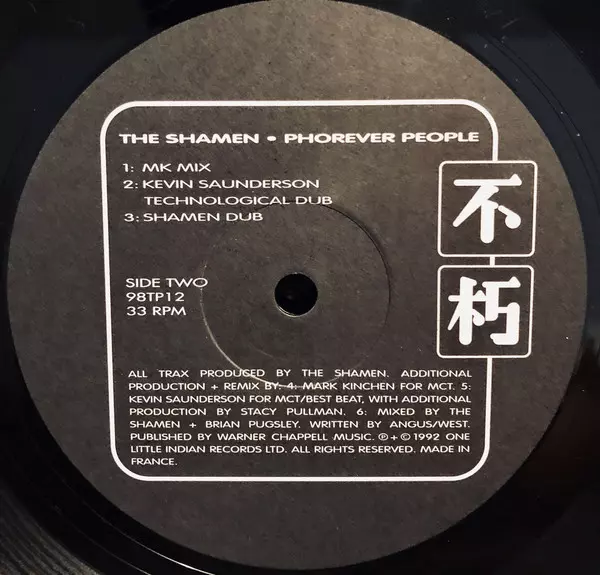 THE SHAMEN • PHOREVER PEOPLE
1: MK MIX
2: KEVIN SAUNDERSON
TECHNOLOGICAL DUB
3: SHAMEN DUB
不
朽
SIDE TWO
98TP12
33 RPM
ALL TRAX PRODUCED BY THE SHAMEN. ADDITIONAL
PRODUCTION + REMIX BY: 4: MARK KINCHEN FOR MCT. 5:
KEVIN SAUNDERSON FOR MCT/BEST BEAT, WITH ADDITIONAL
PRODUCTION BY STACY PULLMAN. 6: MIXED BY THE
SHAMEN + BRIAN PUGSLEY. WRITTEN BY ANGUS/WEST.
PUBLISHED BY WARNER CHAPPELL MUSIC. ℗+© 1992 ONE
LITTLE INDIAN RECORDS LTD. ALL RIGHTS RESERVED. MADE IN
FRANCE.